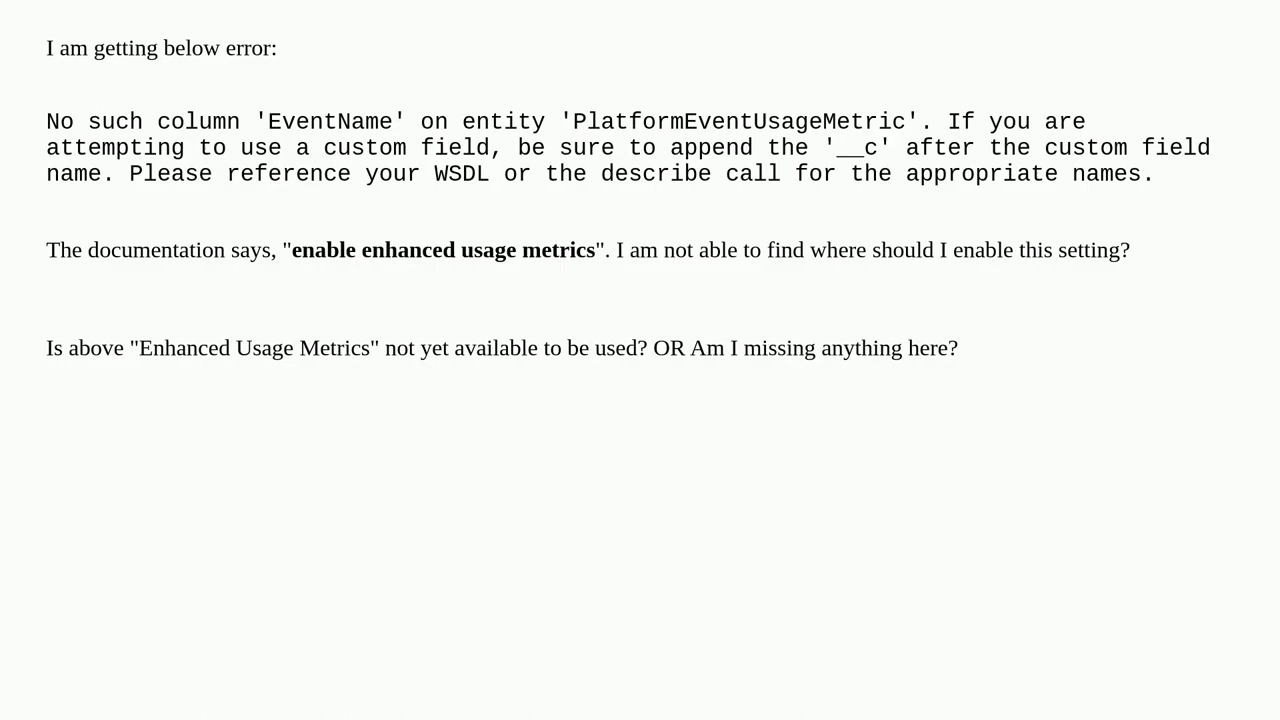 I am getting below error:
No such column 'EventName' on entity 'PlatformEventUsageMetric'. If you are
attempting to use a custom field, be sure to append the '__c' after the custom field
name. Please reference your WSDL or the describe call for the appropriate names.
The documentation says, "enable enhanced usage metrics". I am not able to find where should I enable this setting?
Is above "Enhanced Usage Metrics" not yet available to be used? OR Am I missing anything here?